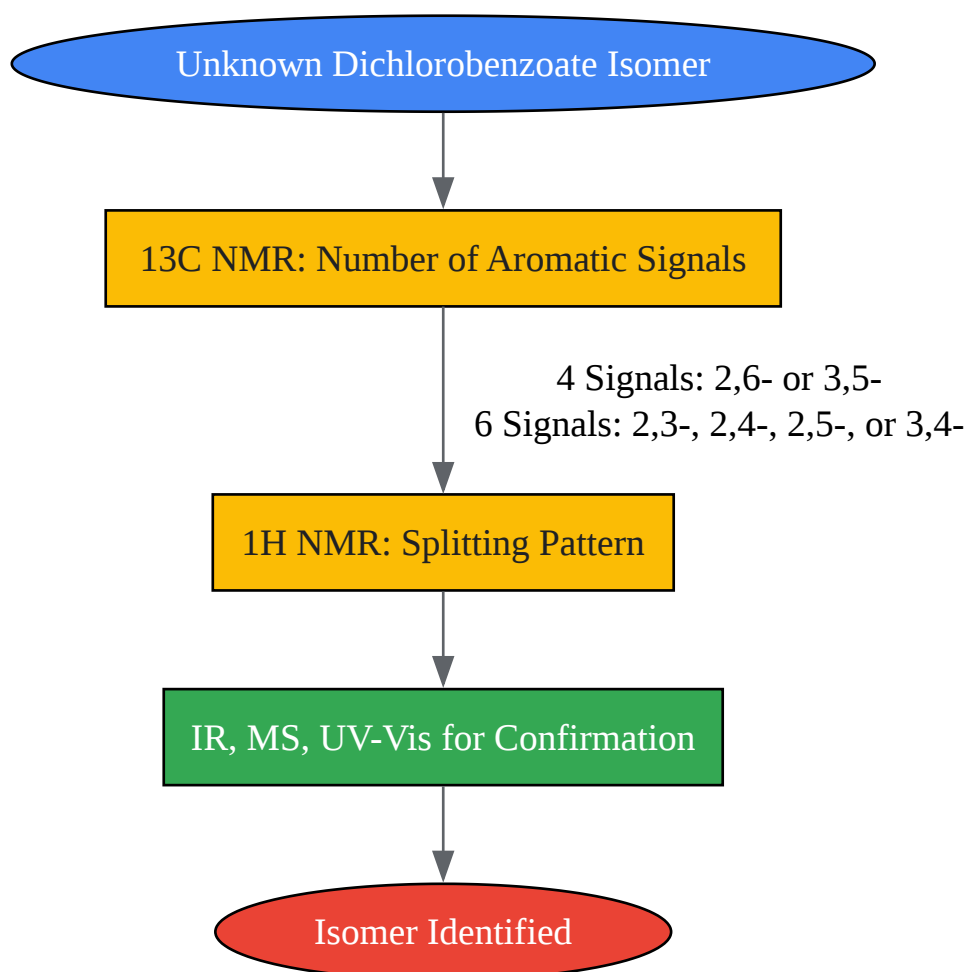 Unknown Dichlorobenzoate Isomer
13C NMR: Number of Aromatic Signals
4 Signals: 2,6- or 3,5-
6 Signals: 2,3-, 2,4-, 2,5-, or 3,4-
1H NMR: Splitting Pattern
IR, MS, UV-Vis for Confirmation
Isomer Identified